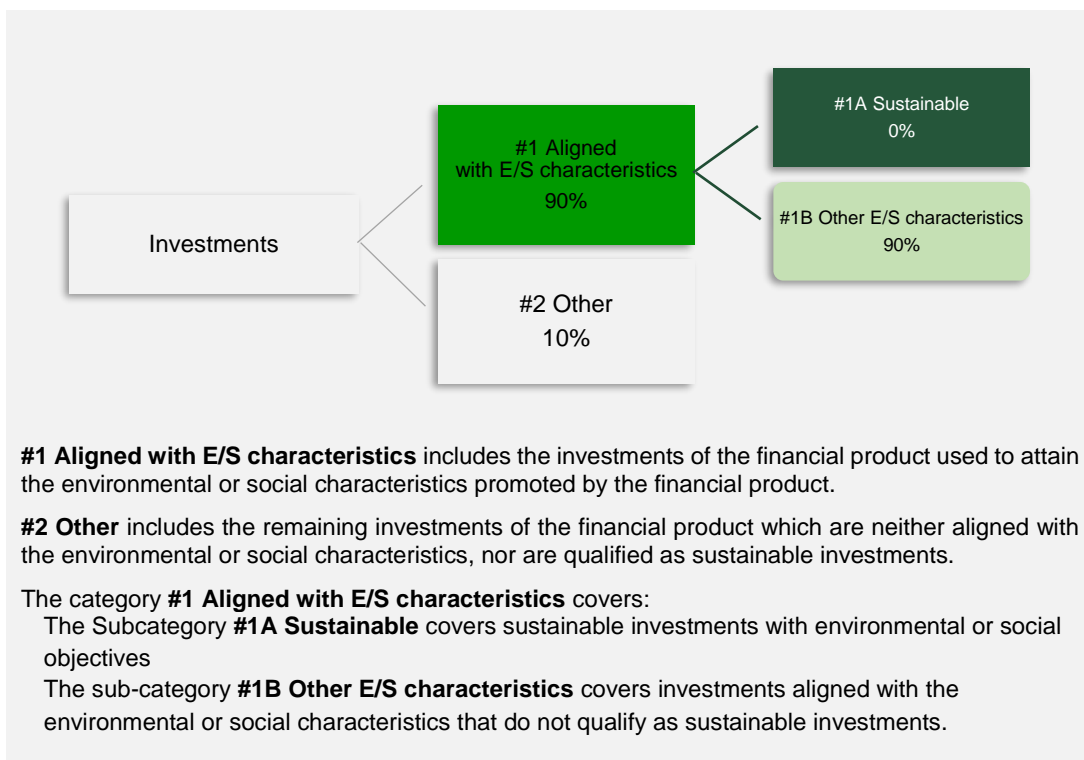 #1A Sustainable
0%
#1 Aligned
with E/S characteristics
90%
#1B Other E/S characteristics
90%
Investments
#2 Other
10%
#1 Aligned with E/S characteristics includes the investments of the financial product used to attain
the environmental or social characteristics promoted by the financial product.
#2 Other includes the remaining investments of the financial product which are neither aligned with
the environmental or social characteristics, nor are qualified as sustainable investments.
The category #1 Aligned with E/S characteristics covers:
The Subcategory #1A Sustainable covers sustainable investments with environmental or social
objectives
The sub-category #1B Other E/S characteristics covers investments aligned with the
environmental or social characteristics that do not qualify as sustainable investments.